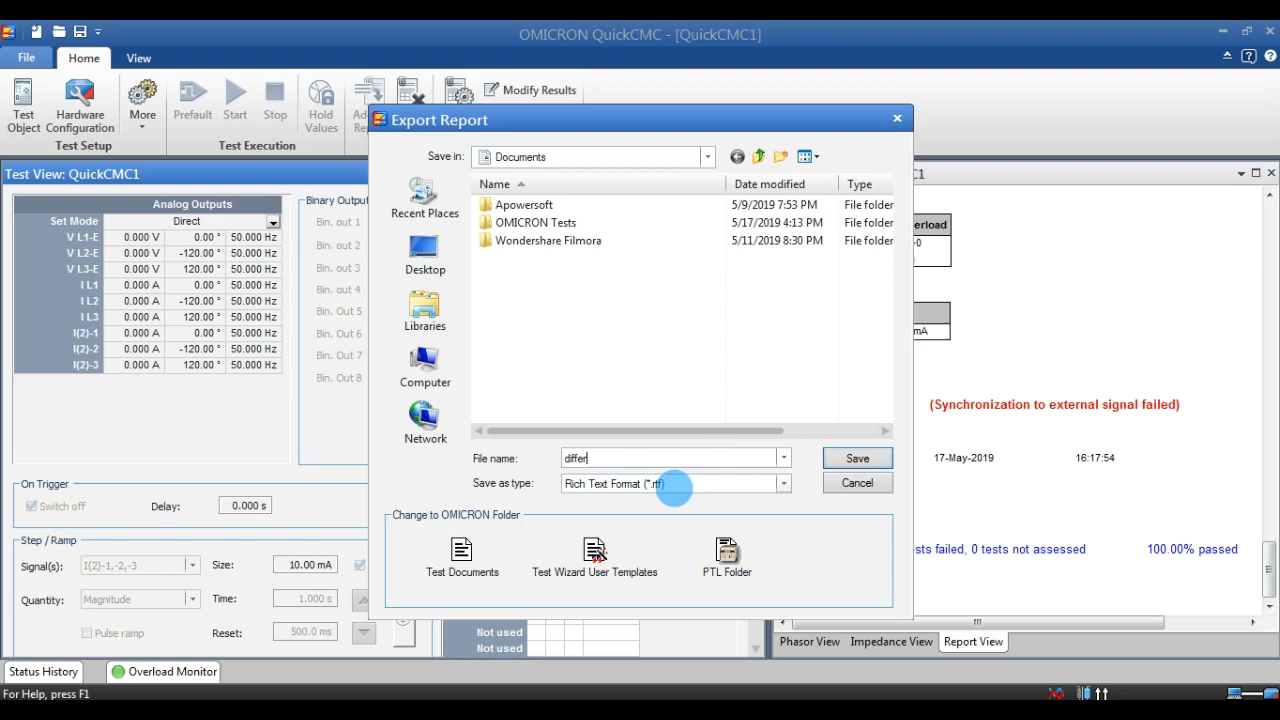 OMICRON QuickCMC - [QuickCMC1]
File
Home
View
Test Object
Hardware Configuration
More
Prefault
Start
Stop
Hold Values
Modify Results
Test Setup
Test Execution
Export Report
Save in:
Documents
Recent Places
Desktop
Libraries
Computer
Network
Name
Date modified
Type
Apowersoft 5/9/2019 7:53 PM File folder
OMICRON Tests 5/17/2019 4:13 PM File folder
Wondershare Filmora 5/11/2019 8:30 PM File folder
File name:
differ
Save
Save as type:
Rich Text Format (*.rtf)
Cancel
Change to OMICRON Folder
Test Documents
Test Wizard User Templates
PTL Folder
Test View: QuickCMC1
Analog Outputs
Set Mode Direct
V L1-E 0.000 V 0.00 ° 50.000 Hz
V L2-E 0.000 V -120.00 ° 50.000 Hz
V L3-E 0.000 V 120.00 ° 50.000 Hz
I L1 0.000 A 0.00 ° 50.000 Hz
I L2 0.000 A -120.00 ° 50.000 Hz
I L3 0.000 A 120.00 ° 50.000 Hz
I(2)-1 0.000 A 0.00 ° 50.000 Hz
I(2)-2 0.000 A -120.00 ° 50.000 Hz
I(2)-3 0.000 A 120.00 ° 50.000 Hz
Binary Output
Bin. out 1
Bin. out 2
Bin. out 3
Bin. out 4
Bin. Out 5
Bin. Out 6
Bin. Out 7
Bin. Out 8
On Trigger
Switch off
Delay:
0.000 s
Step / Ramp
Signal(s):
I(2)-1,-2,-3
Size:
10.00 mA
Quantity:
Magnitude
Time:
1.000 s
Pulse ramp
Reset:
500.0 ms
Not used
Not used
C1
erload
-0
mA
(Synchronization to external signal failed)
17-May-2019
16:17:54
sts failed, 0 tests not assessed
100.00% passed
Phasor View
Impedance View
Report View
Status History
Overload Monitor
For Help, press F1